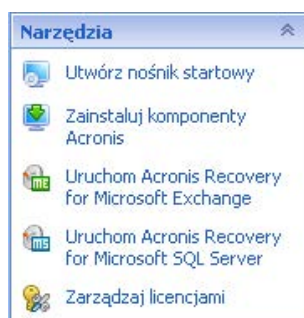 Narzędzia
Utwórz nośnik startowy
Zainstaluj komponenty
Acronis
Uruchom Acronis Recovery
for Microsoft Exchange
Uruchom Acronis Recovery
for Microsoft SQL Server
Zarządzaj licencjami